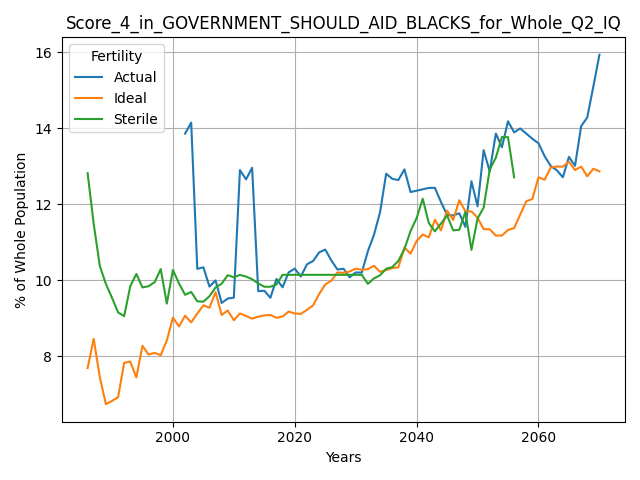 Score_4_in_GOVERNMENT_SHOULD_AID_BLACKS_for_Whole_Q2_IQ
Fertility
Actual
Ideal
Sterile
% of Whole Population
16
14
12
10
8
2000 2020 2040 2060
Years